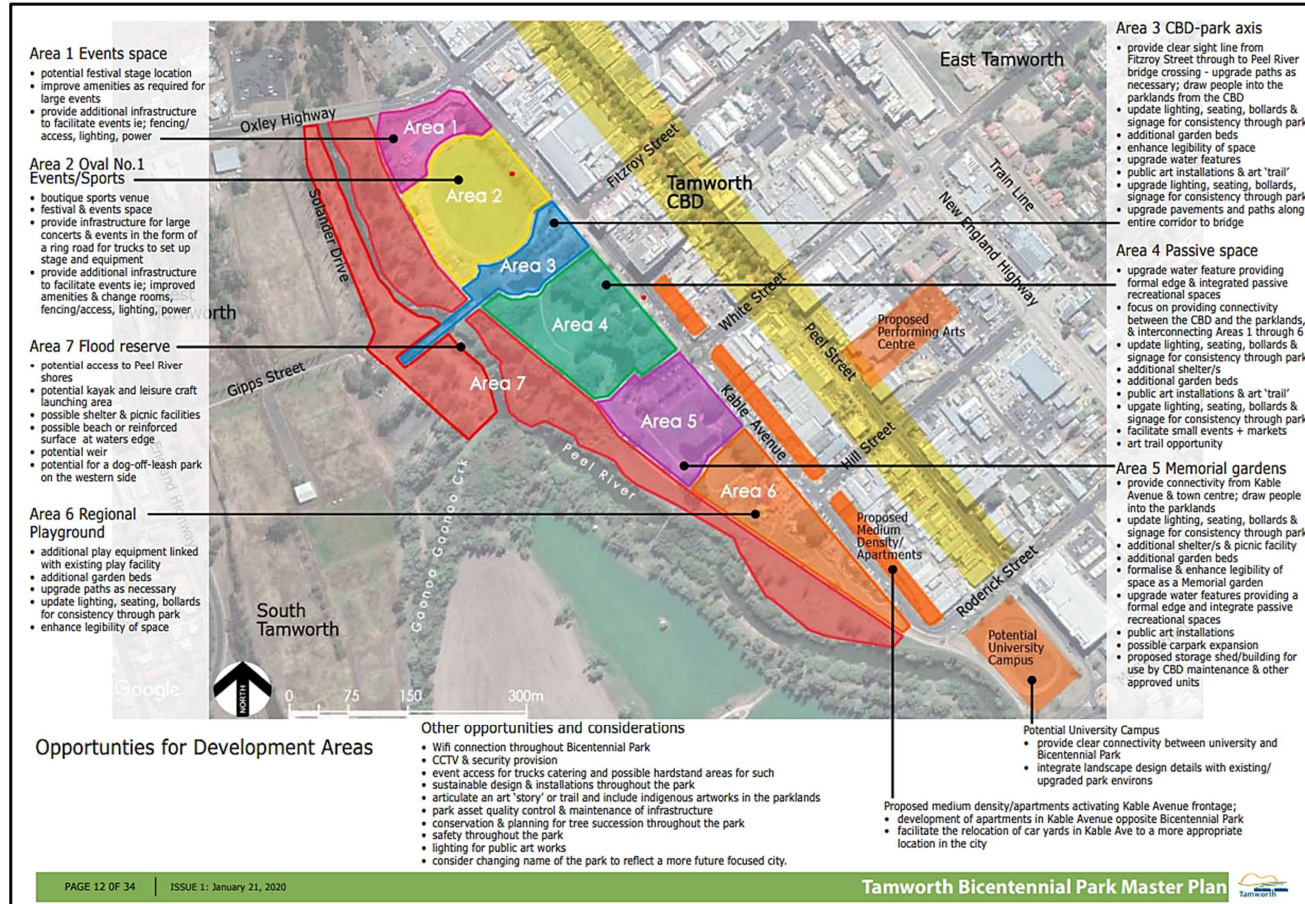 Area 1 Events space
• potential festival stage location
• improve amenities as required for
large events
• provide additional infrastructure
to facilitate events ie; fencing/
access, lighting, power
Area 2 Oval No.1
Events/Sports
• boutique sports venue
• festival & events space
• provide infrastructure for large
concerts & events in the form of
a ring road for trucks to set up
stage and equipment
• provide additional infrastructure
to facilitate events ie; improved
amenities & change rooms,
fencing/access, lighting, power
Area 7 Flood reserve
• potential access to Peel River
shores
• potential kayak and leisure craft
launching area
• possible shelter & picnic facilities
• possible beach or reinforced
surface at waters edge
• potential weir
• potential for a dog-off-leash park
on the western side
Area 6 Regional
Playground
• additional play equipment linked
with existing play facility
• additional garden beds
• upgrade paths as necessary
• update lighting, seating, bollards
for consistency through park
• enhance legibility of space
Oxley Highway
Solander Drive
Gipps Street
Area 1
Area 2
Area 3
Area 4
Area 5
Area 6
Area 7
Fitzroy Street
Tamworth
CBD
East Tamworth
Train Line
New England Highway
White Street
Peel Street
Proposed
Performing Arts
Centre
Kable Avenue
Hill Street
Proposed
Medium
Density/
Apartments
Roderick Street
Potential
University
Campus
Peel River
Goonoo Goonoo Crk
South
Tamworth
Tamworth
Google
NORTH
0 75 150 300m
Area 3 CBD-park axis
• provide clear sight line from
Fitzroy Street through to Peel River
bridge crossing - upgrade paths as
necessary; draw people into the
parklands from the CBD
• update lighting, seating, bollards &
signage for consistency through park
• additional garden beds
• enhance legibility of space
• upgrade water features
• public art installations & art ‘trail’
• upgrade lighting, seating, bollards,
signage for consistency through park
• upgrade pavements and paths along
entire corridor to bridge
Area 4 Passive space
• upgrade water feature providing
formal edge & integrated passive
recreational spaces
• focus on providing connectivity
between the CBD and the parklands,
& interconnecting Areas 1 through 6
• update lighting, seating, bollards &
signage for consistency through park
• additional shelter/s
• additional garden beds
• public art installations & art ‘trail’
• upgate lighting, seating, bollards &
signage for consistency through park
• facilitate small events + markets
• art trail opportunity
Area 5 Memorial gardens
• provide connectivity from Kable
Avenue & town centre; draw people
into the parklands
• update lighting, seating, bollards &
signage for consistency through park
• additional shelter/s & picnic facility
• additional garden beds
• formalise & enhance legibility of
space as a Memorial garden
• upgrade water features providing a
formal edge and integrate passive
recreational spaces
• public art installations
• possible carpark expansion
• proposed storage shed/building for
use by CBD maintenance & other
approved units
Potential University Campus
• provide clear connectivity between university and
Bicentennial Park
• integrate landscape design details with existing/
upgraded park environs
Proposed medium density/apartments activating Kable Avenue frontage;
• development of apartments in Kable Avenue opposite Bicentennial Park
• facilitate the relocation of car yards in Kable Ave to a more appropriate
location in the city
Opportunties for Development Areas
Other opportunities and considerations
• Wifi connection throughout Bicentennial Park
• CCTV & security provision
• event access for trucks catering and possible hardstand areas for such
• sustainable design & installations throughout the park
• articulate an art ‘story’ or trail and include indigenous artworks in the parklands
• park asset quality control & maintenance of infrastructure
• conservation & planning for tree succession throughout the park
• safety throughout the park
• lighting for public art works
• consider changing name of the park to reflect a more future focused city.
PAGE 12 OF 34 | ISSUE 1: January 21, 2020
Tamworth Bicentennial Park Master Plan
Tamworth